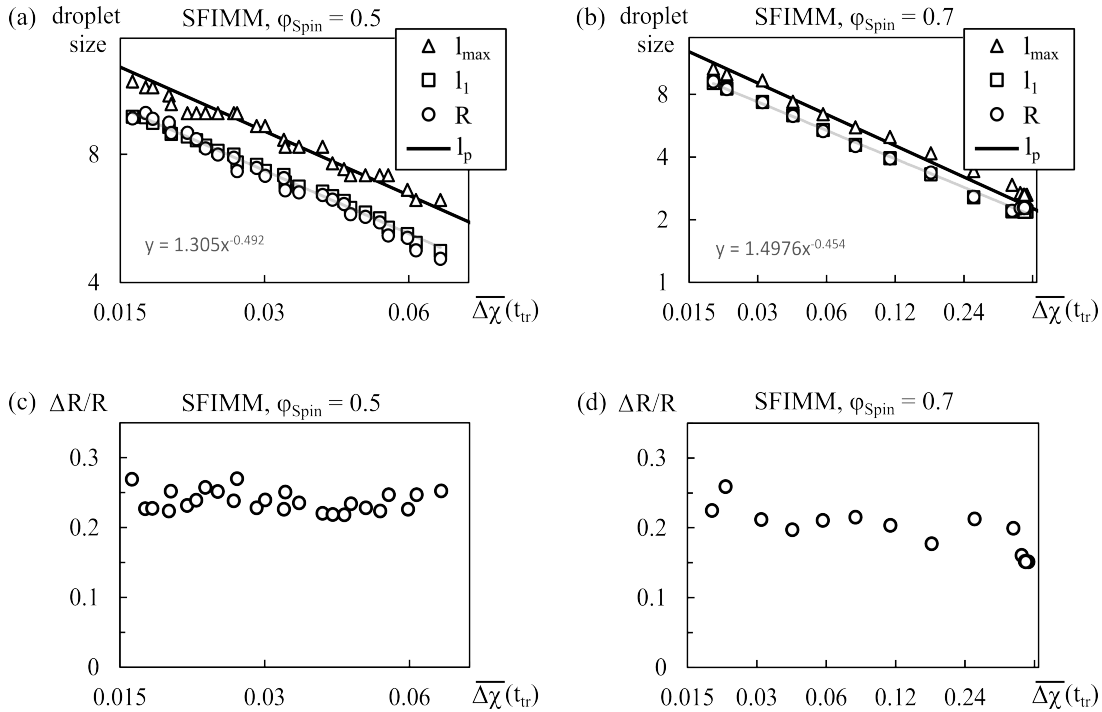 (a) droplet size SFIMM, φSpin = 0.5
lmax
l1
R
lp
8
4
y = 1.305x^-0.492
0.015 0.03 0.06 Δχ̅(ttr)
(b) droplet size SFIMM, φSpin = 0.7
lmax
l1
R
lp
8
4
2
1
y = 1.4976x^-0.454
0.015 0.03 0.06 0.12 0.24 Δχ̅(ttr)
(c) ΔR/R SFIMM, φSpin = 0.5
0.3
0.2
0.1
0
0.015 0.03 0.06 Δχ̅(ttr)
(d) ΔR/R SFIMM, φSpin = 0.7
0.3
0.2
0.1
0
0.015 0.03 0.06 0.12 0.24 Δχ̅(ttr)